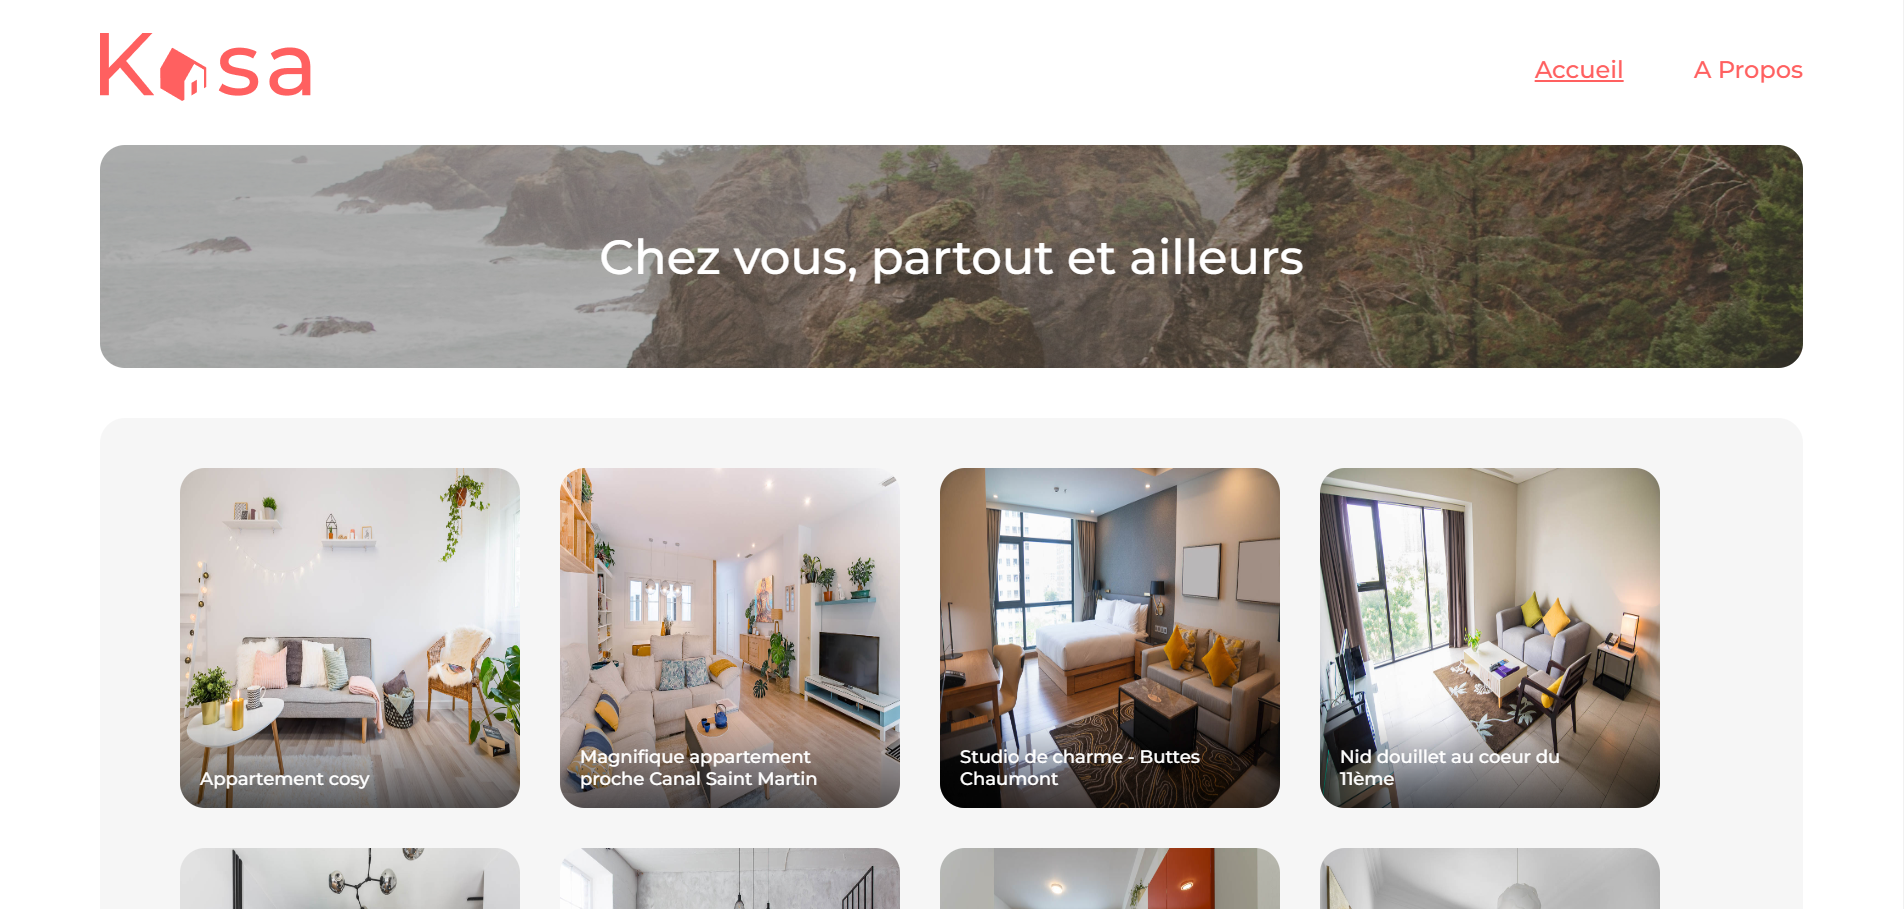 Kasa
Accueil
A Propos
Chez vous, partout et ailleurs
Appartement cosy
Magnifique appartement
proche Canal Saint Martin
Studio de charme - Buttes
Chaumont
Nid douillet au coeur du
11ème